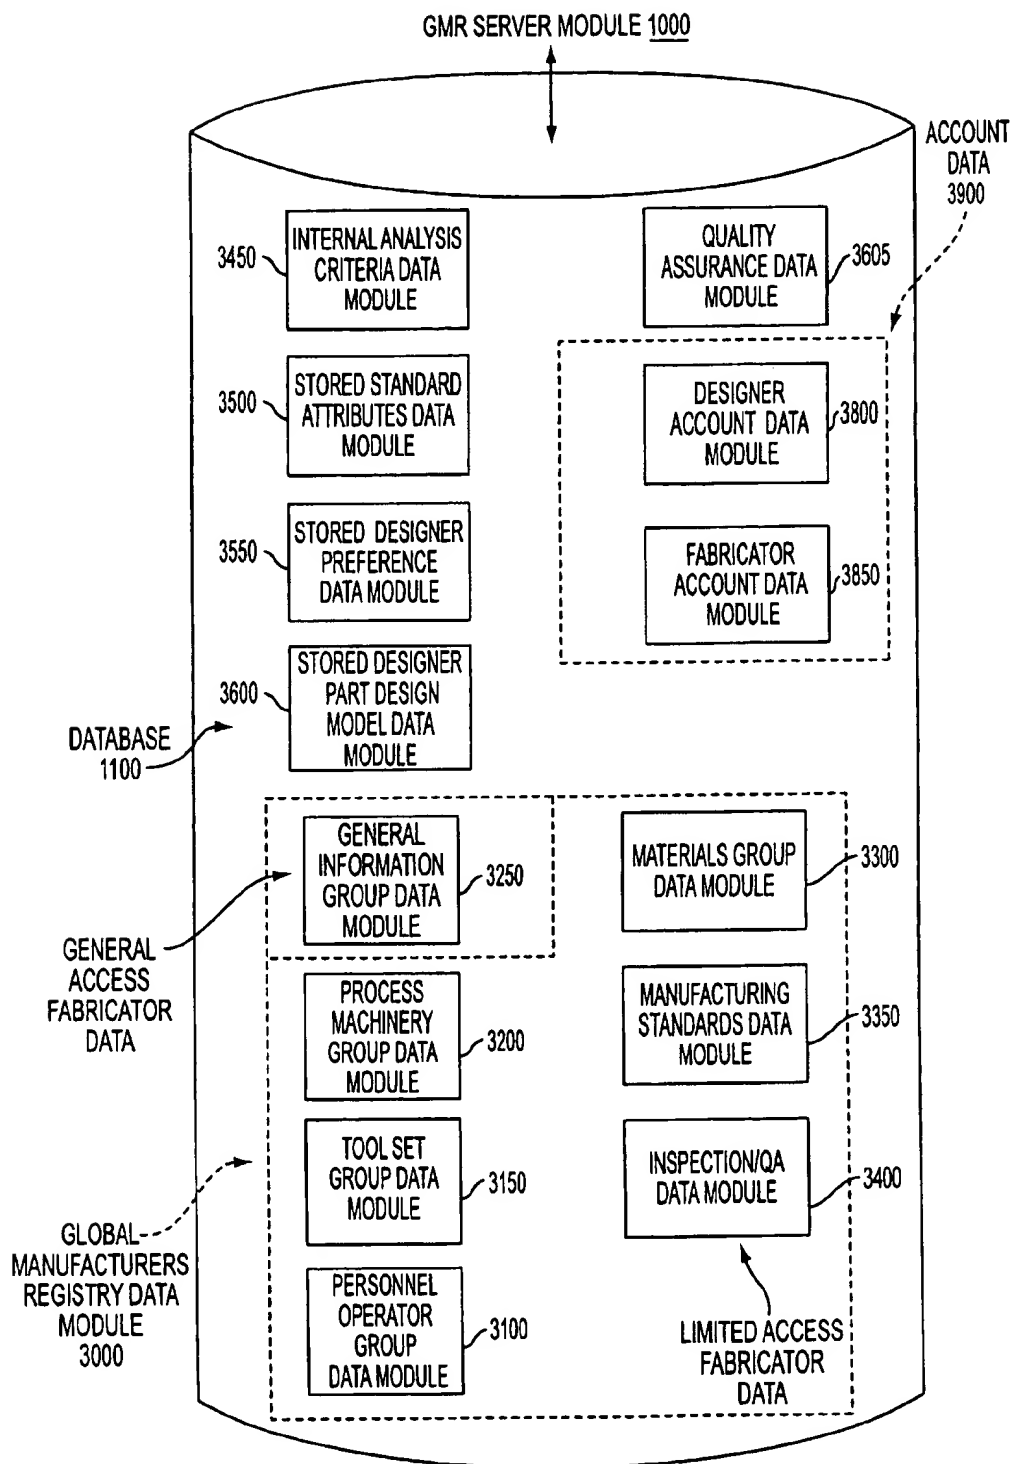 GMR SERVER MODULE 1000
ACCOUNT
DATA
3900
3450
INTERNAL ANALYSIS
CRITERIA DATA
MODULE
QUALITY
ASSURANCE DATA
MODULE
3605
3500
STORED STANDARD
ATTRIBUTES DATA
MODULE
DESIGNER
ACCOUNT DATA
MODULE
3800
3550
STORED DESIGNER
PREFERENCE
DATA MODULE
FABRICATOR
ACCOUNT DATA
MODULE
3850
3600
STORED DESIGNER
PART DESIGN
MODEL DATA
MODULE
DATABASE
1100
GENERAL
INFORMATION
GROUP DATA
MODULE
3250
MATERIALS GROUP
DATA MODULE
3300
GENERAL
ACCESS
FABRICATOR
DATA
PROCESS
MACHINERY
GROUP DATA
MODULE
3200
MANUFACTURING
STANDARDS DATA
MODULE
3350
TOOL SET
GROUP DATA
MODULE
3150
INSPECTION/QA
DATA MODULE
3400
GLOBAL
MANUFACTURERS
REGISTRY DATA
MODULE
3000
PERSONNEL
OPERATOR
GROUP
DATA MODULE
3100
LIMITED ACCESS
FABRICATOR
DATA